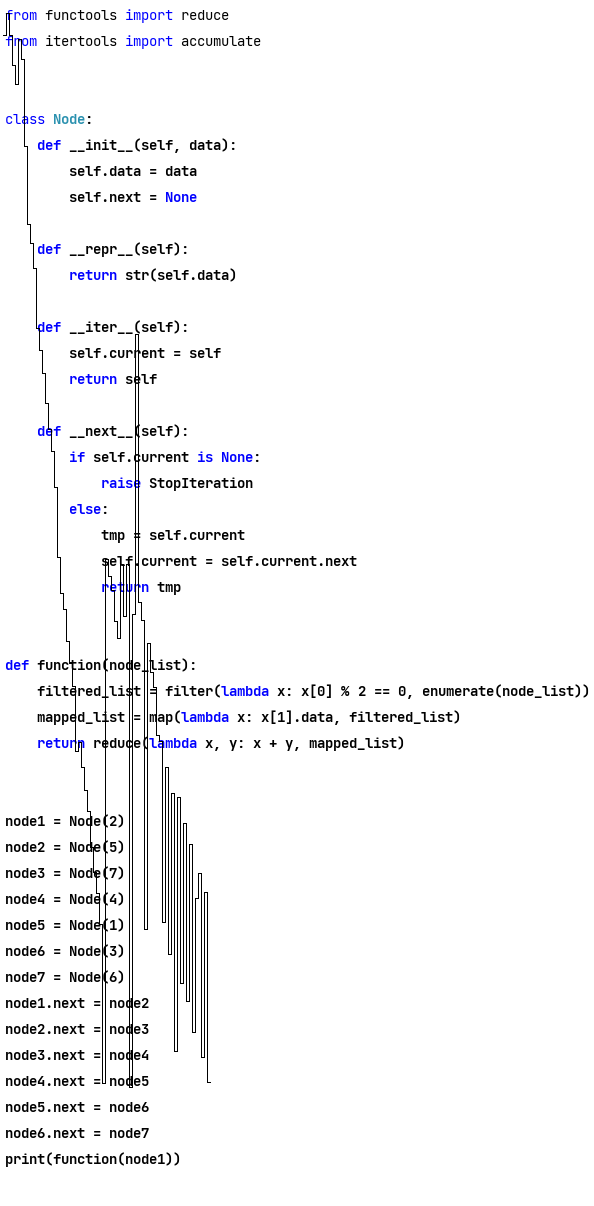 from functools import reduce
from itertools import accumulate
class Node:
    def __init__(self, data):
        self.data = data
        self.next = None
    def __repr__(self):
        return str(self.data)
    def __iter__(self):
        self.current = self
        return self
    def __next__(self):
        if self.current is None:
            raise StopIteration
        else:
            tmp = self.current
            self.current = self.current.next
            return tmp
def function(node_list):
    filtered_list = filter(lambda x: x[0] % 2 == 0, enumerate(node_list))
    mapped_list = map(lambda x: x[1].data, filtered_list)
    return reduce(lambda x, y: x + y, mapped_list)
node1 = Node(2)
node2 = Node(5)
node3 = Node(7)
node4 = Node(4)
node5 = Node(1)
node6 = Node(3)
node7 = Node(6)
node1.next = node2
node2.next = node3
node3.next = node4
node4.next = node5
node5.next = node6
node6.next = node7
print(function(node1))